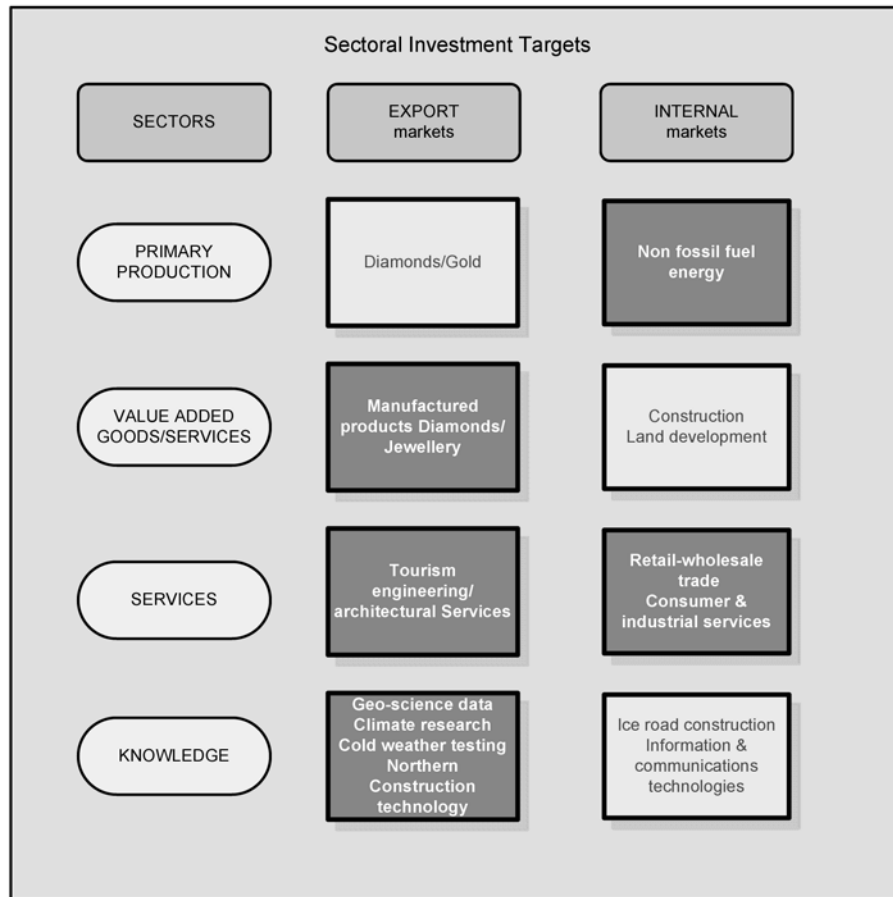 Sectoral Investment Targets
SECTORS
EXPORT
markets
INTERNAL
markets
PRIMARY
PRODUCTION
Diamonds/Gold
Non fossil fuel
energy
VALUE ADDED
GOODS/SERVICES
Manufactured
products Diamonds/
Jewellery
Construction
Land development
SERVICES
Tourism
engineering/
architectural Services
Retail-wholesale
trade
Consumer &
industrial services
KNOWLEDGE
Geo-science data
Climate research
Cold weather testing
Northern
Construction
technology
Ice road construction
Information &
communications
technologies